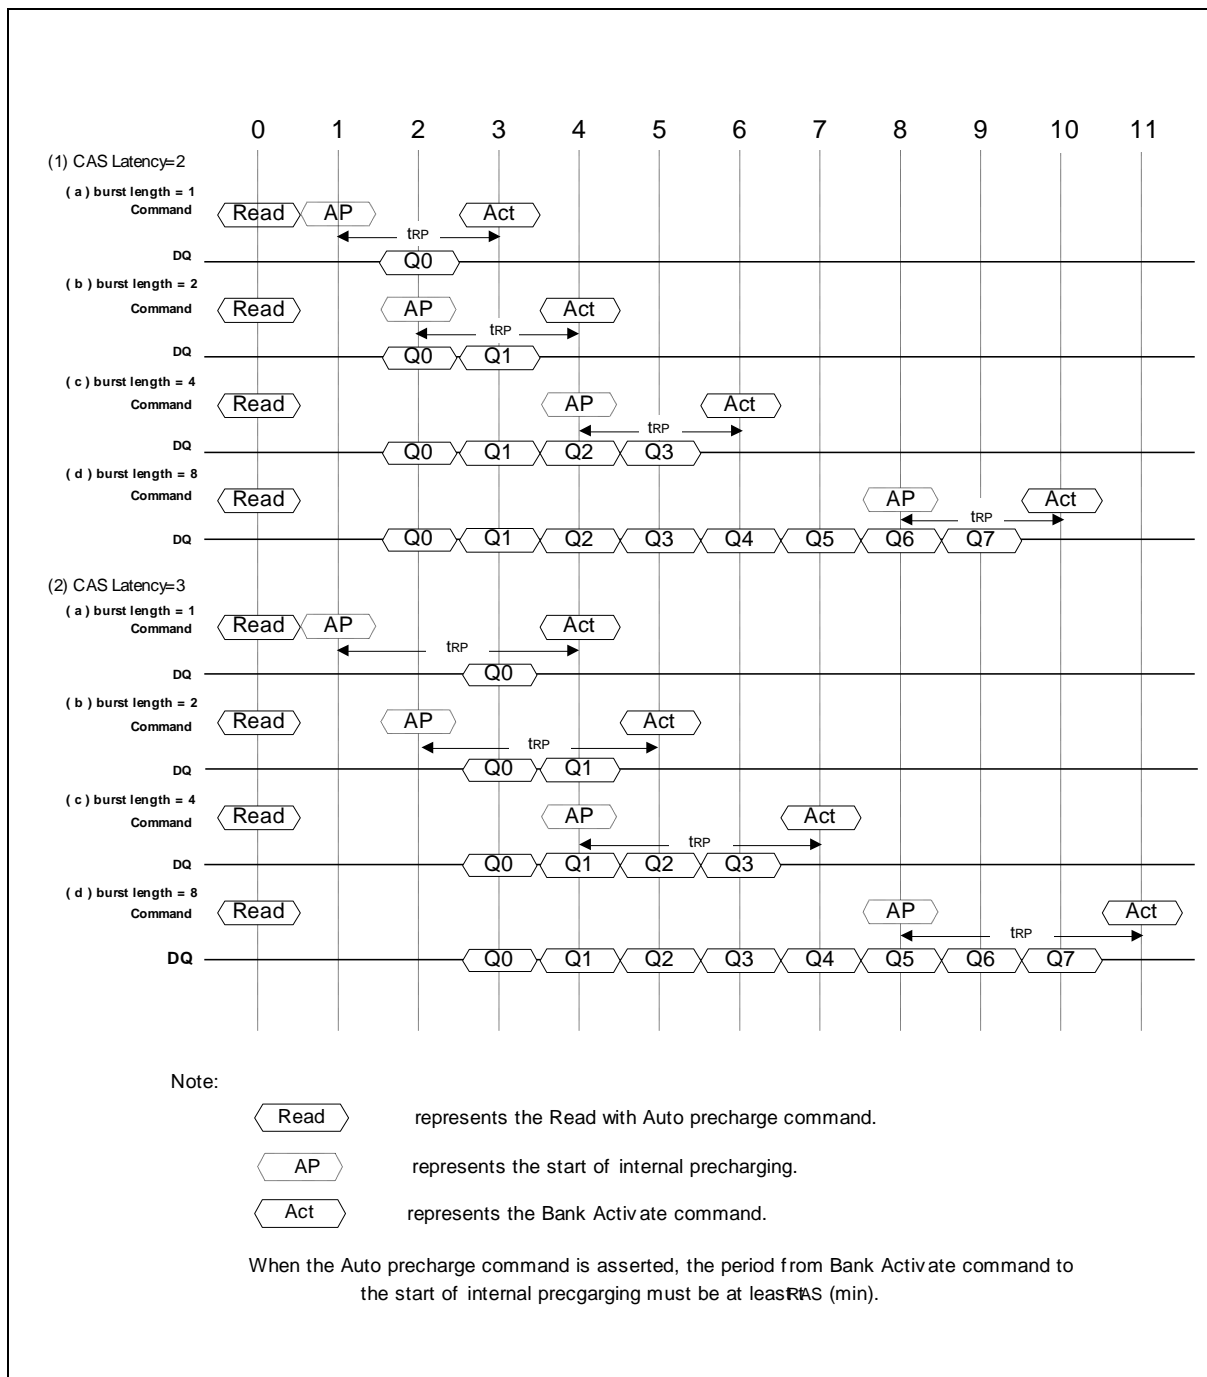 0 1 2 3 4 5 6 7 8 9 10 11
(1) CAS Latency=2
( a ) burst length = 1
Command Read AP Act
tRP
DQ Q0
( b ) burst length = 2
Command Read AP Act
tRP
DQ Q0 Q1
( c ) burst length = 4
Command Read AP Act
tRP
DQ Q0 Q1 Q2 Q3
( d ) burst length = 8
Command Read AP Act
tRP
DQ Q0 Q1 Q2 Q3 Q4 Q5 Q6 Q7
(2) CAS Latency=3
( a ) burst length = 1
Command Read AP Act
tRP
DQ Q0
( b ) burst length = 2
Command Read AP Act
tRP
DQ Q0 Q1
( c ) burst length = 4
Command Read AP Act
tRP
DQ Q0 Q1 Q2 Q3
( d ) burst length = 8
Command Read AP Act
tRP
DQ Q0 Q1 Q2 Q3 Q4 Q5 Q6 Q7
Note:
Read represents the Read with Auto precharge command.
AP represents the start of internal precharging.
Act represents the Bank Activate command.
When the Auto precharge command is asserted, the period from Bank Activate command to
the start of internal precgarging must be at least tRAS (min).